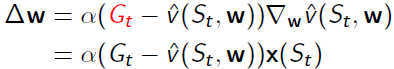 Δw = α(G_t − v̂(S_t, w))∇_w v̂(S_t, w)
= α(G_t − v̂(S_t, w))x(S_t)